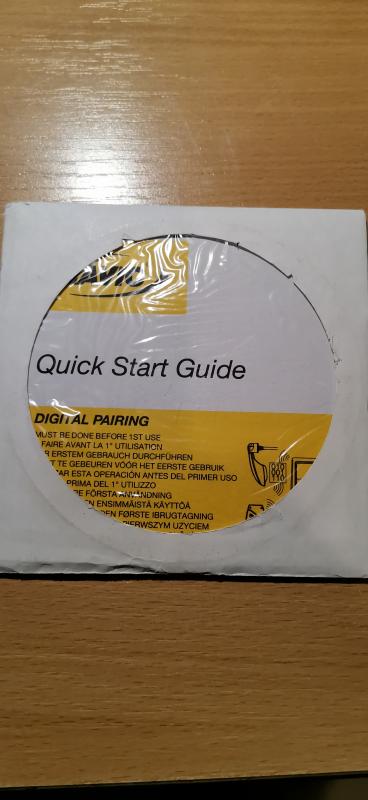 Quick Start Guide
DIGITAL PAIRING
MUST BE DONE BEFORE 1ST USE
FAIRE AVANT LA 1° UTILISATION
ERSTEM GEBRAUCH DURCHFÜHREN
TE GEBEUREN VÓÓR HET EERSTE GEBRUIK
ESTA OPERACIÓN ANTES DEL PRIMER USO
PRIMA DEL 1° UTILIZZO
FÖRSTA ANVÄNDNING
ENSIMMÄISTÄ KÄYTTÖÄ
FØRSTE IBRUGTAGNING
PIERWSZYM UZYCIEM